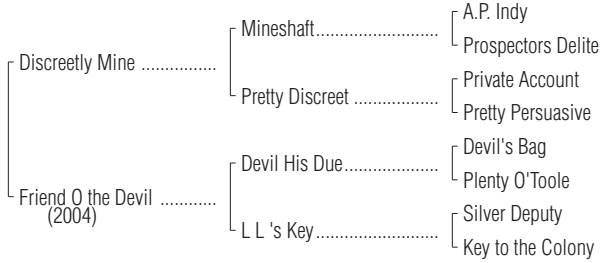 A.P. Indy
Mineshaft.............................
Prospectors Delite
Discreetly Mine ................
Private Account
Pretty Discreet ....................
Pretty Persuasive
Devil's Bag
Devil His Due......................
Plenty O'Toole
Friend O the Devil ............
(2004)
Silver Deputy
L L 's Key.............................
Key to the Colony